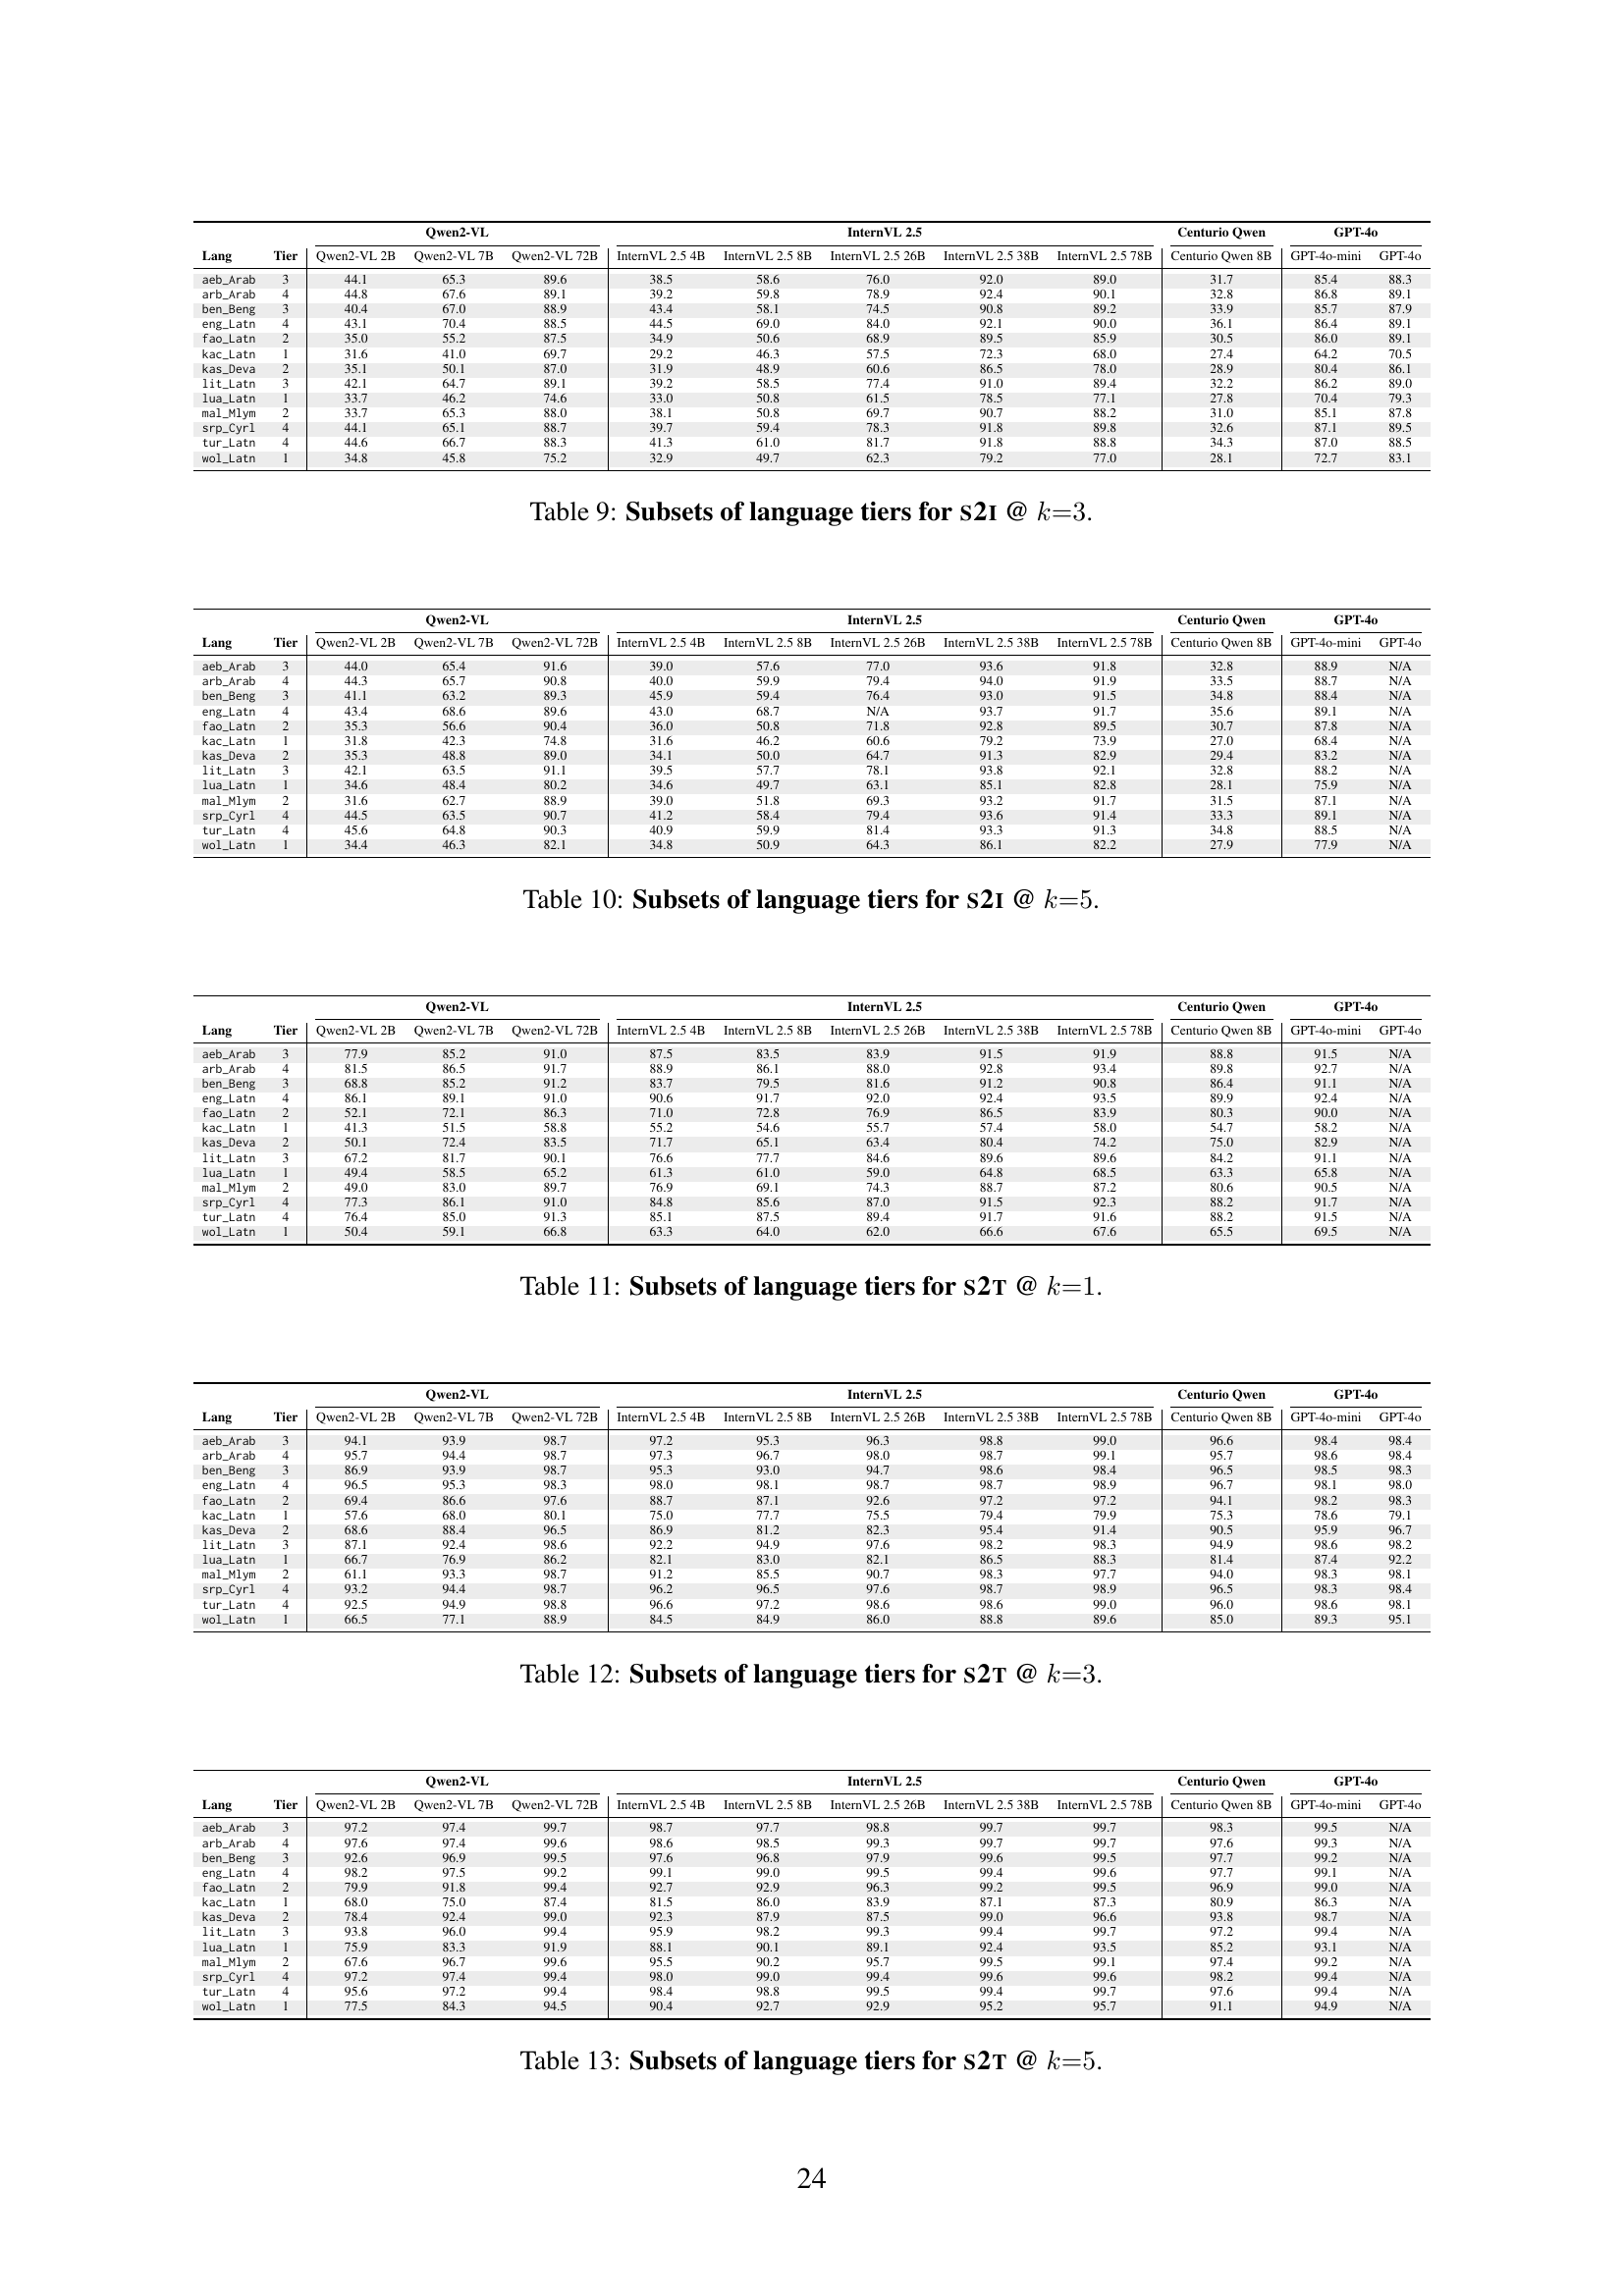 Qwen2-VL InternVL 2.5 Centurio Qwen GPT-4o
Lang Tier Qwen2-VL 2B Qwen2-VL 7B Qwen2-VL 72B InternVL 2.5 4B InternVL 2.5 8B InternVL 2.5 26B InternVL 2.5 38B InternVL 2.5 78B Centurio Qwen 8B GPT-4o-mini GPT-4o
aeb_Arab 3 44.1 65.3 89.6 38.5 58.6 76.0 92.0 89.0 31.7 85.4 88.3
arb_Arab 4 44.8 67.6 89.1 39.2 59.8 78.9 92.4 90.1 32.8 86.8 89.1
ben_Beng 3 40.4 67.0 88.9 43.4 58.1 74.5 90.8 89.2 33.9 85.7 87.9
eng_Latn 4 43.1 70.4 88.5 44.5 69.0 84.0 92.1 90.0 36.1 86.4 89.1
fao_Latn 2 35.0 55.2 87.5 34.9 50.6 68.9 89.5 85.9 30.5 86.0 89.1
kac_Latn 1 31.6 41.0 69.7 29.2 46.3 57.5 72.3 68.0 27.4 64.2 70.5
kas_Deva 2 35.1 50.1 87.0 31.9 48.9 60.6 86.5 78.0 28.9 80.4 86.1
lit_Latn 3 42.1 64.7 89.1 39.2 58.5 77.4 91.0 89.4 32.2 86.2 89.0
lua_Latn 1 33.7 46.2 74.6 33.0 50.8 61.5 78.5 77.1 27.8 70.4 79.3
mal_Mlym 2 33.7 65.3 88.0 38.1 50.8 69.7 90.7 88.2 31.0 85.1 87.8
srp_Cyrl 4 44.1 65.1 88.7 39.7 59.4 78.3 91.8 89.8 32.6 87.1 89.5
tur_Latn 4 44.6 66.7 88.3 41.3 61.0 81.7 91.8 88.8 34.3 87.0 88.5
wol_Latn 1 34.8 45.8 75.2 32.9 49.7 62.3 79.2 77.0 28.1 72.7 83.1
Table 9: Subsets of language tiers for S2I @ k=3.
Qwen2-VL InternVL 2.5 Centurio Qwen GPT-4o
Lang Tier Qwen2-VL 2B Qwen2-VL 7B Qwen2-VL 72B InternVL 2.5 4B InternVL 2.5 8B InternVL 2.5 26B InternVL 2.5 38B InternVL 2.5 78B Centurio Qwen 8B GPT-4o-mini GPT-4o
aeb_Arab 3 44.0 65.4 91.6 39.0 57.6 77.0 93.6 91.8 32.8 88.9 N/A
arb_Arab 4 44.3 65.7 90.8 40.0 59.9 79.4 94.0 91.9 33.5 88.7 N/A
ben_Beng 3 41.1 63.2 89.3 45.9 59.4 76.4 93.0 91.5 34.8 88.4 N/A
eng_Latn 4 43.4 68.6 89.6 43.0 68.7 N/A 93.7 91.7 35.6 89.1 N/A
fao_Latn 2 35.3 56.6 90.4 36.0 50.8 71.8 92.8 89.5 30.7 87.8 N/A
kac_Latn 1 31.8 42.3 74.8 31.6 46.2 60.6 79.2 73.9 27.0 68.4 N/A
kas_Deva 2 35.3 48.8 89.0 34.1 50.0 64.7 91.3 82.9 29.4 83.2 N/A
lit_Latn 3 42.1 63.5 91.1 39.5 57.7 78.1 93.8 92.1 32.8 88.2 N/A
lua_Latn 1 34.6 48.4 80.2 34.6 49.7 63.1 85.1 82.8 28.1 75.9 N/A
mal_Mlym 2 31.6 62.7 88.9 39.0 51.8 69.3 93.2 91.7 31.5 87.1 N/A
srp_Cyrl 4 44.5 63.5 90.7 41.2 58.4 79.4 93.6 91.4 33.3 89.1 N/A
tur_Latn 4 45.6 64.8 90.3 40.9 59.9 81.4 93.3 91.3 34.8 88.5 N/A
wol_Latn 1 34.4 46.3 82.1 34.8 50.9 64.3 86.1 82.2 27.9 77.9 N/A
Table 10: Subsets of language tiers for S2I @ k=5.
Qwen2-VL InternVL 2.5 Centurio Qwen GPT-4o
Lang Tier Qwen2-VL 2B Qwen2-VL 7B Qwen2-VL 72B InternVL 2.5 4B InternVL 2.5 8B InternVL 2.5 26B InternVL 2.5 38B InternVL 2.5 78B Centurio Qwen 8B GPT-4o-mini GPT-4o
aeb_Arab 3 77.9 85.2 91.0 87.5 83.5 83.9 91.5 91.9 88.8 91.5 N/A
arb_Arab 4 81.5 86.5 91.7 88.9 86.1 88.0 92.8 93.4 89.8 92.7 N/A
ben_Beng 3 68.8 85.2 91.2 83.7 79.5 81.6 91.2 90.8 86.4 91.1 N/A
eng_Latn 4 86.1 89.1 91.0 90.6 91.7 92.0 92.4 93.5 89.9 92.4 N/A
fao_Latn 2 52.1 72.1 86.3 71.0 72.8 76.9 86.5 83.9 80.3 90.0 N/A
kac_Latn 1 41.3 51.5 58.8 55.2 54.6 55.7 57.4 58.0 54.7 58.2 N/A
kas_Deva 2 50.1 72.4 83.5 71.7 65.1 63.4 80.4 74.2 75.0 82.9 N/A
lit_Latn 3 67.2 81.7 90.1 76.6 77.7 84.6 89.6 89.6 84.2 91.1 N/A
lua_Latn 1 49.4 58.5 65.2 61.3 61.0 59.0 64.8 68.5 63.3 65.8 N/A
mal_Mlym 2 49.0 83.0 89.7 76.9 69.1 74.3 88.7 87.2 80.6 90.5 N/A
srp_Cyrl 4 77.3 86.1 91.0 84.8 85.6 87.0 91.5 92.3 88.2 91.7 N/A
tur_Latn 4 76.4 85.0 91.3 85.1 87.5 89.4 91.7 91.6 88.2 91.5 N/A
wol_Latn 1 50.4 59.1 66.8 63.3 64.0 62.0 66.6 67.6 65.5 69.5 N/A
Table 11: Subsets of language tiers for S2T @ k=1.
Qwen2-VL InternVL 2.5 Centurio Qwen GPT-4o
Lang Tier Qwen2-VL 2B Qwen2-VL 7B Qwen2-VL 72B InternVL 2.5 4B InternVL 2.5 8B InternVL 2.5 26B InternVL 2.5 38B InternVL 2.5 78B Centurio Qwen 8B GPT-4o-mini GPT-4o
aeb_Arab 3 94.1 93.9 98.7 97.2 95.3 96.3 98.8 99.0 96.6 98.4 98.4
arb_Arab 4 95.7 94.4 98.7 97.3 96.7 98.0 98.7 99.1 95.7 98.6 98.4
ben_Beng 3 86.9 93.9 98.7 95.3 93.0 94.7 98.6 98.4 96.5 98.5 98.3
eng_Latn 4 96.5 95.3 98.3 98.0 98.1 98.7 98.7 98.9 96.7 98.1 98.0
fao_Latn 2 69.4 86.6 97.6 88.7 87.1 92.6 97.2 97.2 94.1 98.2 98.3
kac_Latn 1 57.6 68.0 80.1 75.0 77.7 75.5 79.4 79.9 75.3 78.6 79.1
kas_Deva 2 68.6 88.4 96.5 86.9 81.2 82.3 95.4 91.4 90.5 95.9 96.7
lit_Latn 3 87.1 92.4 98.6 92.2 94.9 97.6 98.2 98.3 94.9 98.6 98.2
lua_Latn 1 66.7 76.9 86.2 82.1 83.0 82.1 86.5 88.3 81.4 87.4 92.2
mal_Mlym 2 61.1 93.3 98.7 91.2 85.5 90.7 98.3 97.7 94.0 98.3 98.1
srp_Cyrl 4 93.2 94.4 98.7 96.2 96.5 97.6 98.7 98.9 96.5 98.3 98.4
tur_Latn 4 92.5 94.9 98.8 96.6 97.2 98.6 98.6 99.0 96.0 98.6 98.1
wol_Latn 1 66.5 77.1 88.9 84.5 84.9 86.0 88.8 89.6 85.0 89.3 95.1
Table 12: Subsets of language tiers for S2T @ k=3.
Qwen2-VL InternVL 2.5 Centurio Qwen GPT-4o
Lang Tier Qwen2-VL 2B Qwen2-VL 7B Qwen2-VL 72B InternVL 2.5 4B InternVL 2.5 8B InternVL 2.5 26B InternVL 2.5 38B InternVL 2.5 78B Centurio Qwen 8B GPT-4o-mini GPT-4o
aeb_Arab 3 97.2 97.4 99.7 98.7 97.7 98.8 99.7 99.7 98.3 99.5 N/A
arb_Arab 4 97.6 97.4 99.6 98.6 98.5 99.3 99.7 99.7 97.6 99.3 N/A
ben_Beng 3 92.6 96.9 99.5 97.6 96.8 97.9 99.6 99.5 97.7 99.2 N/A
eng_Latn 4 98.2 97.5 99.2 99.1 99.0 99.5 99.4 99.6 97.7 99.1 N/A
fao_Latn 2 79.9 91.8 99.4 92.7 92.9 96.3 99.2 99.5 96.9 99.0 N/A
kac_Latn 1 68.0 75.0 87.4 81.5 86.0 83.9 87.1 87.3 80.9 86.3 N/A
kas_Deva 2 78.4 92.4 99.0 92.3 87.9 87.5 99.0 96.6 93.8 98.7 N/A
lit_Latn 3 93.8 96.0 99.4 95.9 98.2 99.3 99.4 99.7 97.2 99.4 N/A
lua_Latn 1 75.9 83.3 91.9 88.1 90.1 89.1 92.4 93.5 85.2 93.1 N/A
mal_Mlym 2 67.6 96.7 99.6 95.5 90.2 95.7 99.5 99.1 97.4 99.2 N/A
srp_Cyrl 4 97.2 97.4 99.4 98.0 99.0 99.4 99.6 99.6 98.2 99.4 N/A
tur_Latn 4 95.6 97.2 99.4 98.4 98.8 99.5 99.4 99.7 97.6 99.4 N/A
wol_Latn 1 77.5 84.3 94.5 90.4 92.7 92.9 95.2 95.7 91.1 94.9 N/A
Table 13: Subsets of language tiers for S2T @ k=5.
24